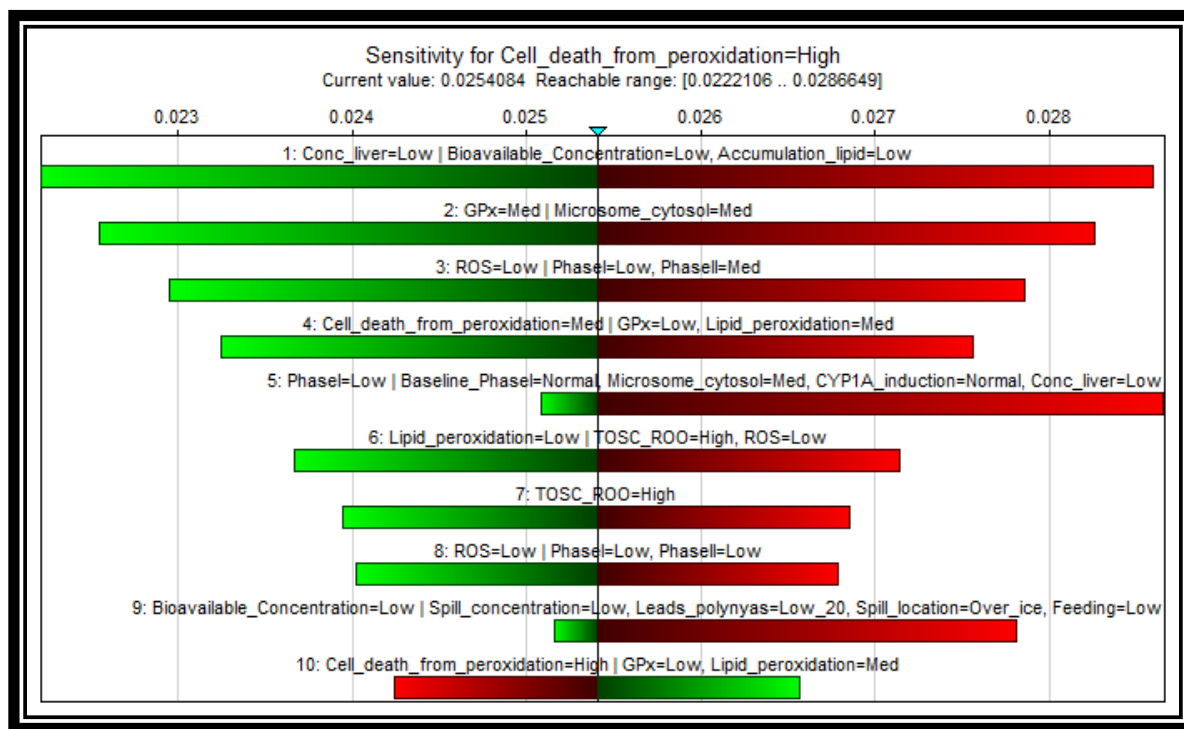 Sensitivity for Cell_death_from_peroxidation=High
Current value: 0.0254084 Reachable range: [0.0222106 .. 0.0286649]
0.023 0.024 0.025 0.026 0.027 0.028
1: Conc_liver=Low | Bioavailable_Concentration=Low, Accumulation_lipid=Low
2: GPx=Med | Microsome_cytosol=Med
3: ROS=Low | PhaseI=Low, PhaseII=Med
4: Cell_death_from_peroxidation=Med | GPx=Low, Lipid_peroxidation=Med
5: PhaseI=Low | Baseline_PhaseI=Normal, Microsome_cytosol=Med, CYP1A_induction=Normal, Conc_liver=Low
6: Lipid_peroxidation=Low | TOSC_ROO=High, ROS=Low
7: TOSC_ROO=High
8: ROS=Low | PhaseI=Low, PhaseII=Low
9: Bioavailable_Concentration=Low | Spill_concentration=Low, Leads_polynyas=Low_20, Spill_location=Over_ice, Feeding=Low
10: Cell_death_from_peroxidation=High | GPx=Low, Lipid_peroxidation=Med